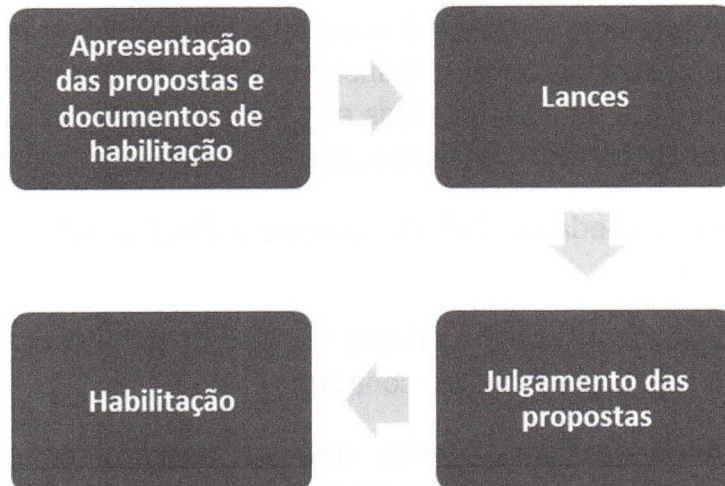 Apresentação
das propostas e
documentos de
habilitação
Lances
Julgamento das
propostas
Habilitação